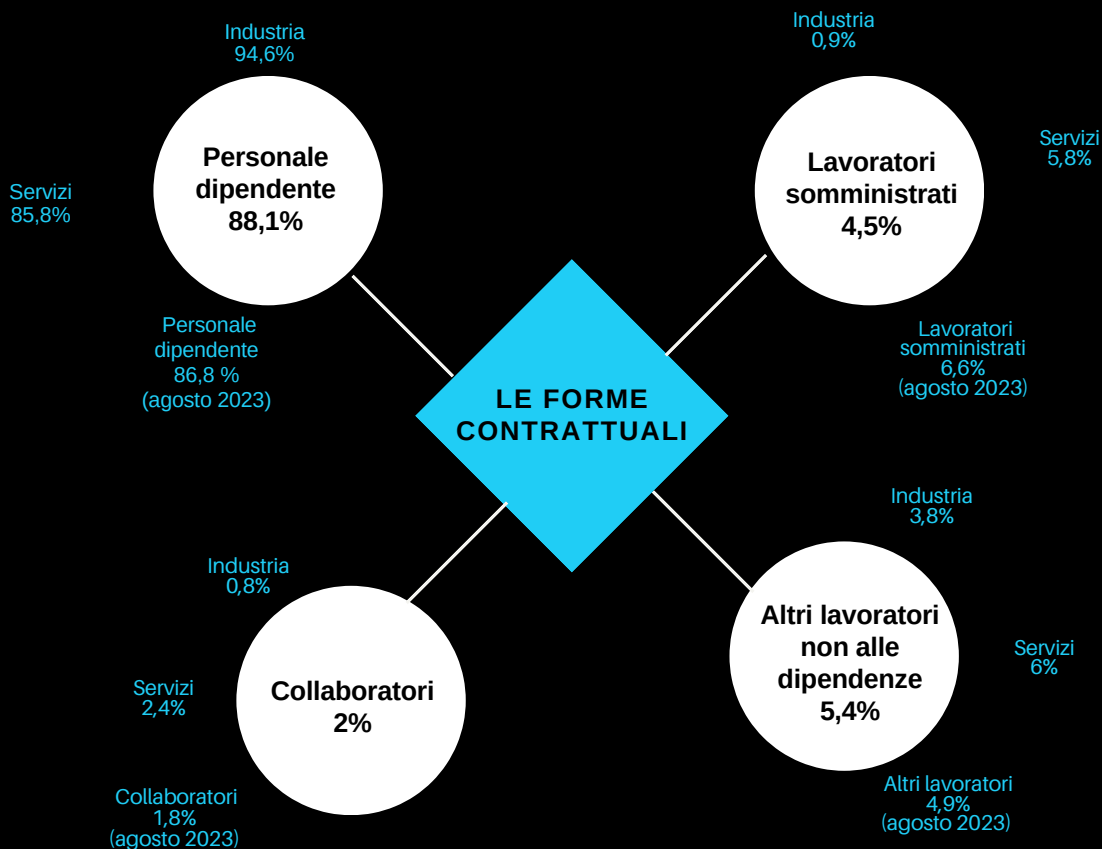 Industria
94,6%
Servizi
85,8%
Personale
dipendente
88,1%
Personale
dipendente
86,8 %
(agosto 2023)
Industria
0,9%
Servizi
5,8%
Lavoratori
somministrati
4,5%
Lavoratori
somministrati
6,6%
(agosto 2023)
LE FORME
CONTRATTUALI
Industria
0,8%
Servizi
2,4%
Collaboratori
2%
Collaboratori
1,8%
(agosto 2023)
Industria
3,8%
Servizi
6%
Altri lavoratori
non alle
dipendenze
5,4%
Altri lavoratori
4,9%
(agosto 2023)